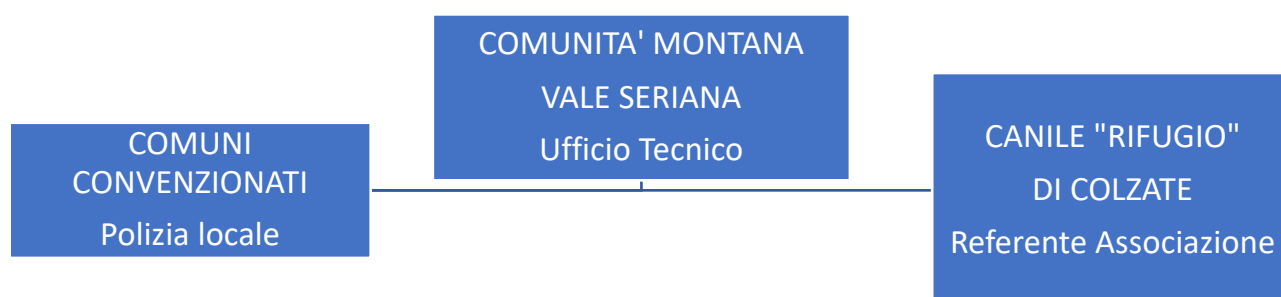 COMUNITA' MONTANA
VALE SERIANA
Ufficio Tecnico
COMUNI
CONVENZIONATI
Polizia locale
CANILE "RIFUGIO"
DI COLZATE
Referente Associazione